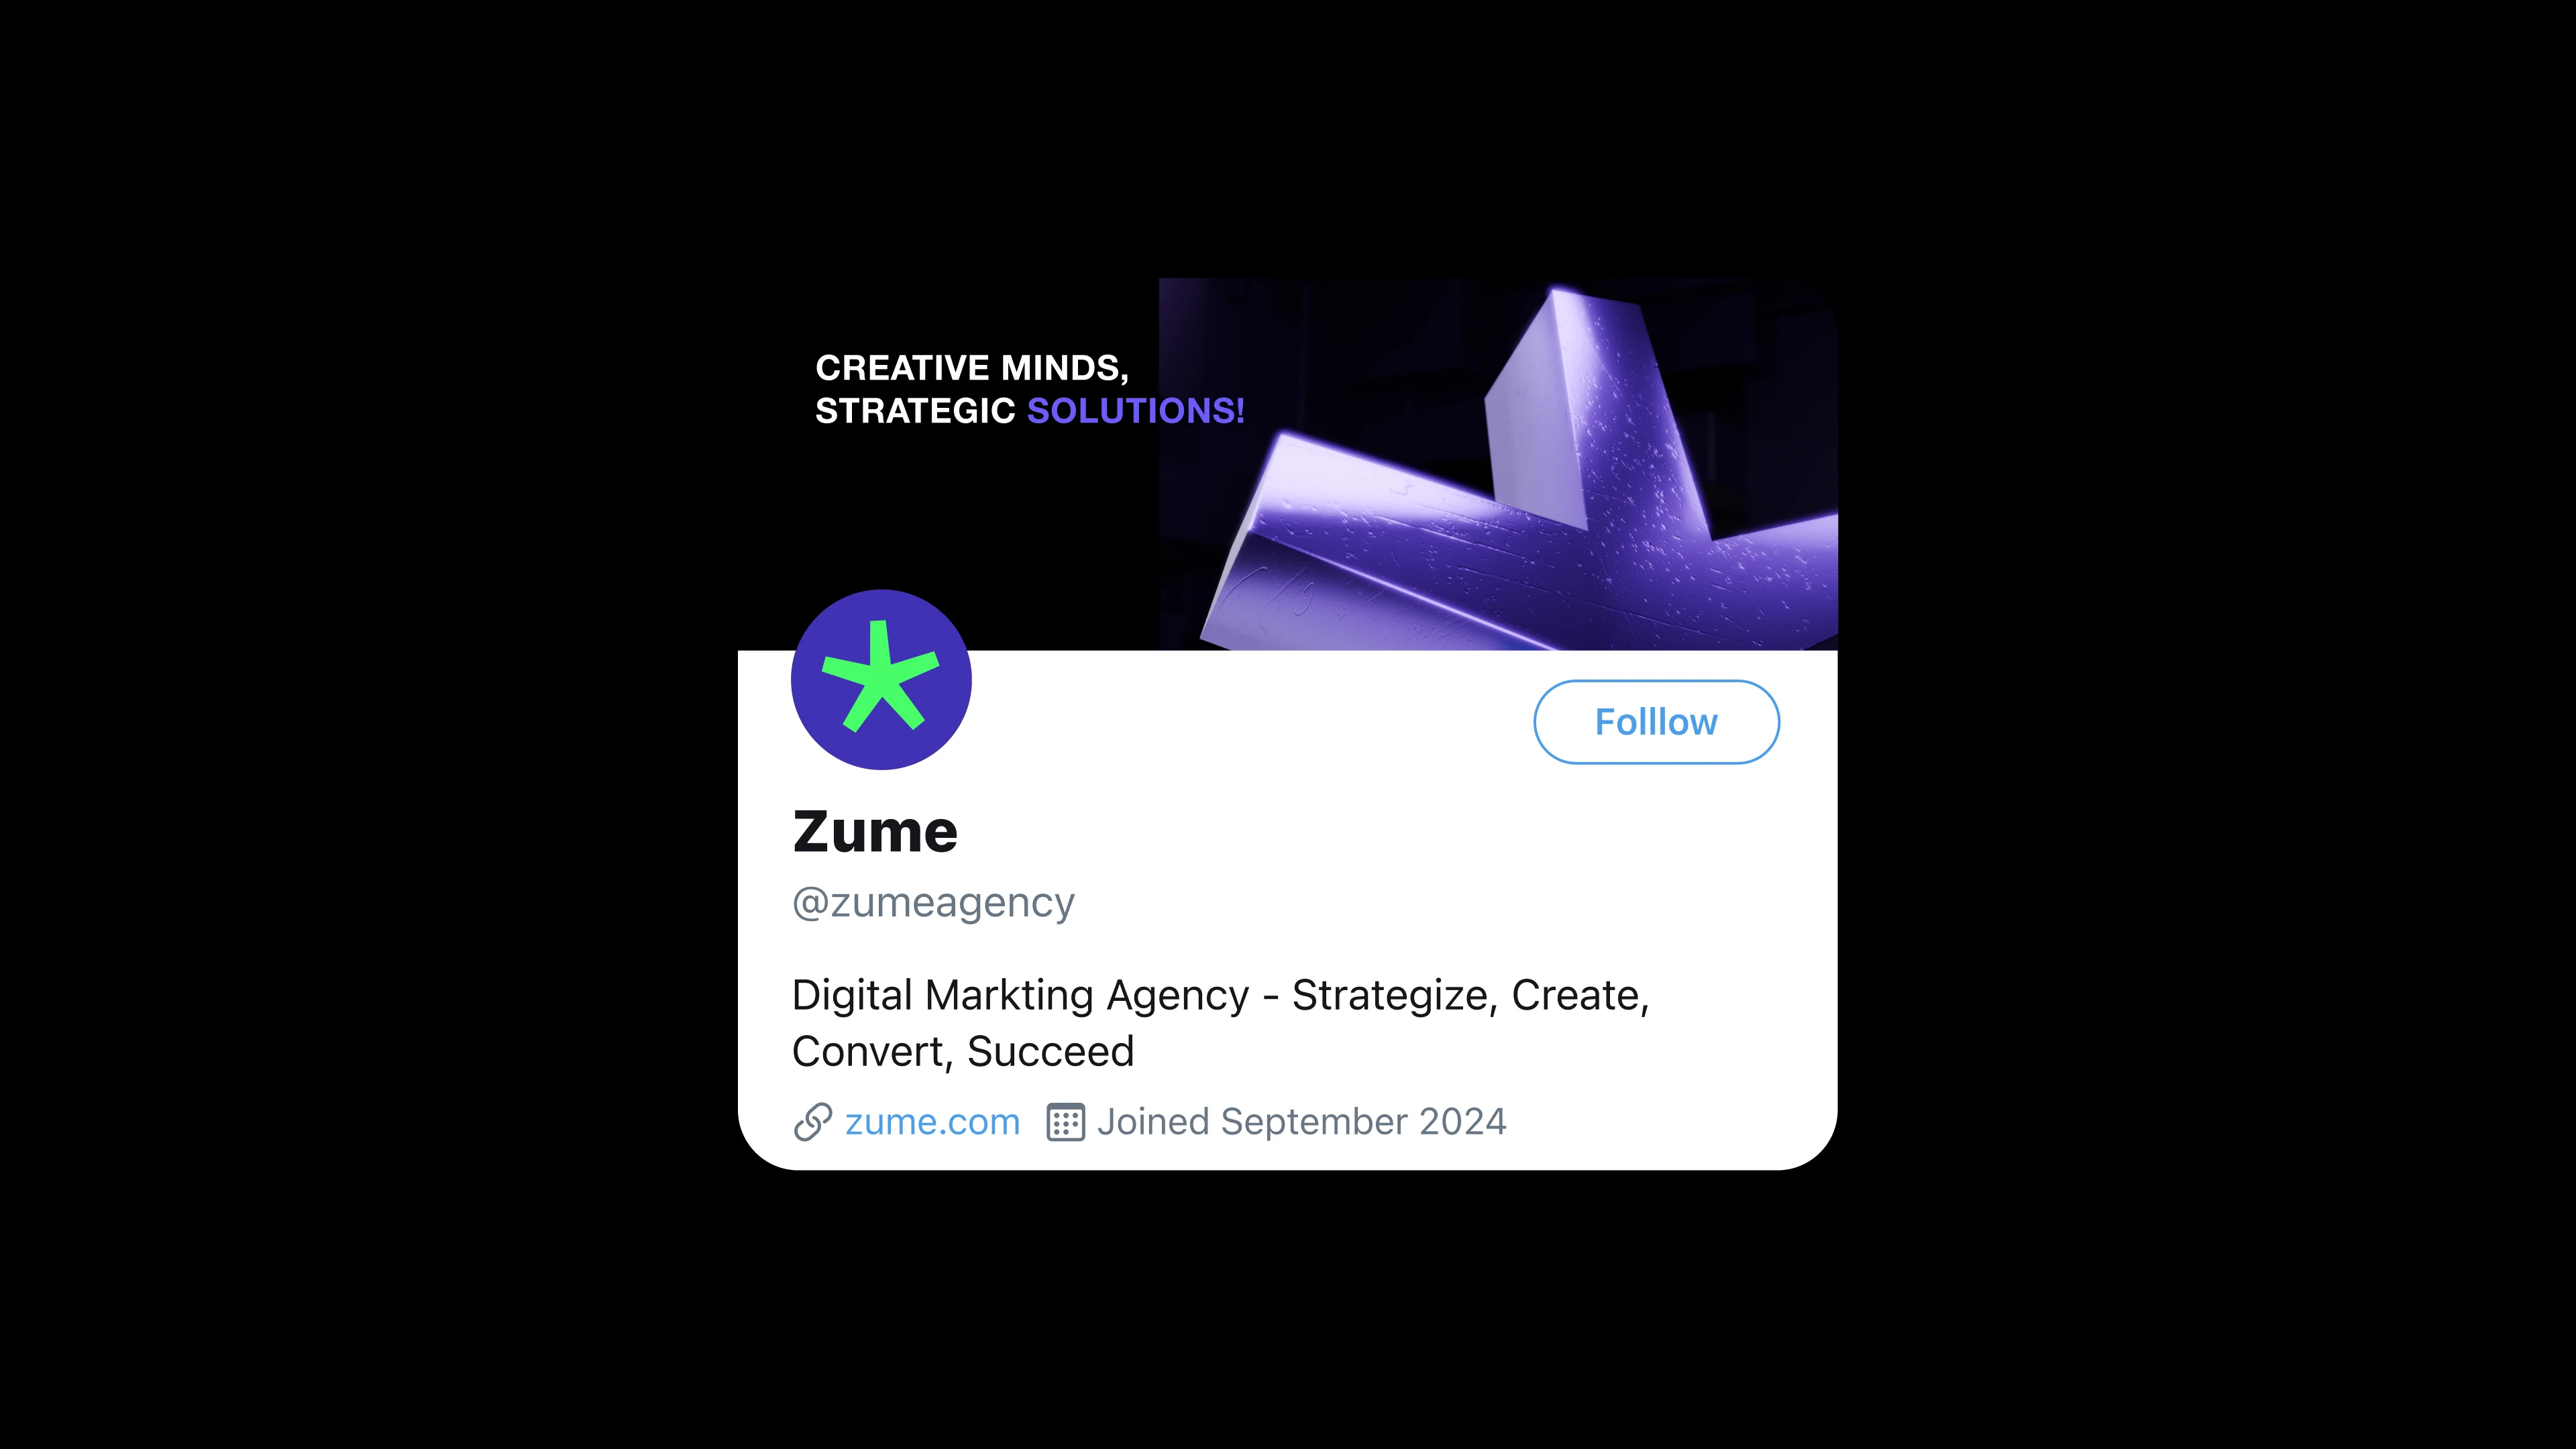 CREATIVE MINDS,
STRATEGIC SOLUTIONS!
Folllow
Zume
@zumeagency
Digital Markting Agency - Strategize, Create,
Convert, Succeed
zume.com Joined September 2024